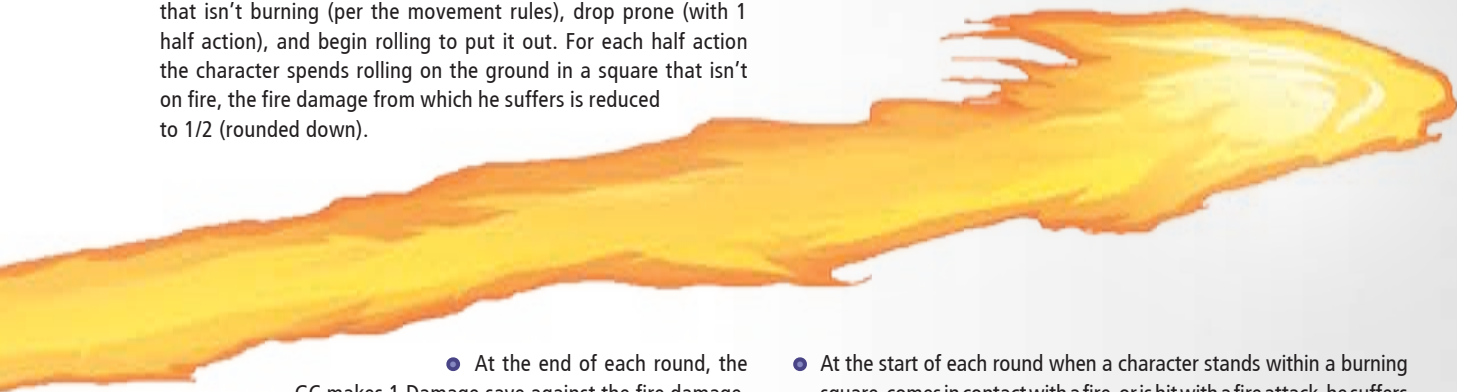 that isn't burning (per the movement rules), drop prone (with 1
half action), and begin rolling to put it out. For each half action
the character spends rolling on the ground in a square that isn't
on fire, the fire damage from which he suffers is reduced
to 1/2 (rounded down).
At the end of each round, the
GC makes 1 Damage save against the fire damage,
At the start of each round when a character stands within a burning
square, comes in contact with a fire, or is hit with a fire attack, he suffers